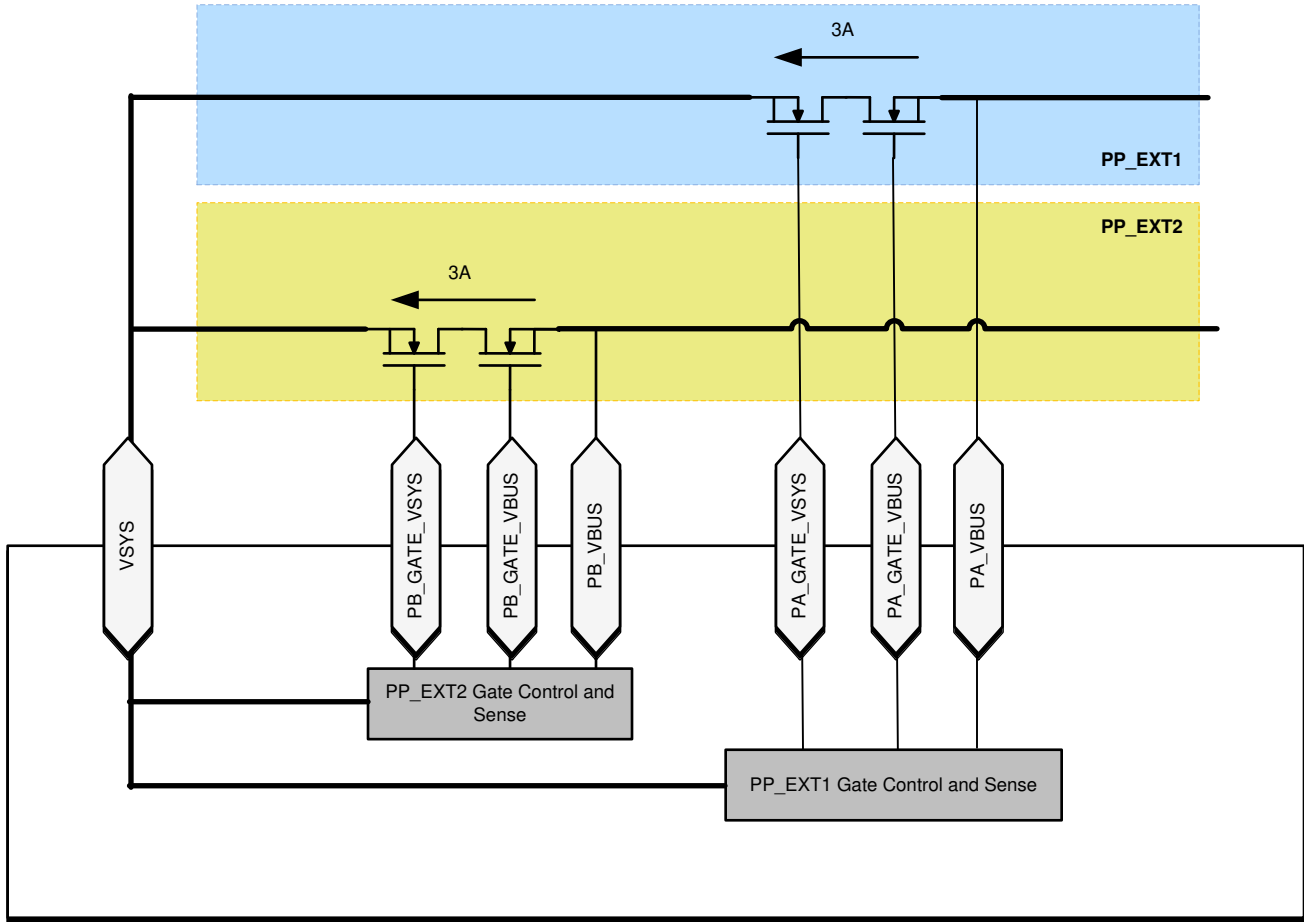 3A
PP_EXT1
PP_EXT2
3A
VSYS
PB_GATE_VSYS
PB_GATE_VBUS
PB_VBUS
PA_GATE_VSYS
PA_GATE_VBUS
PA_VBUS
PP_EXT2 Gate Control and
Sense
PP_EXT1 Gate Control and Sense